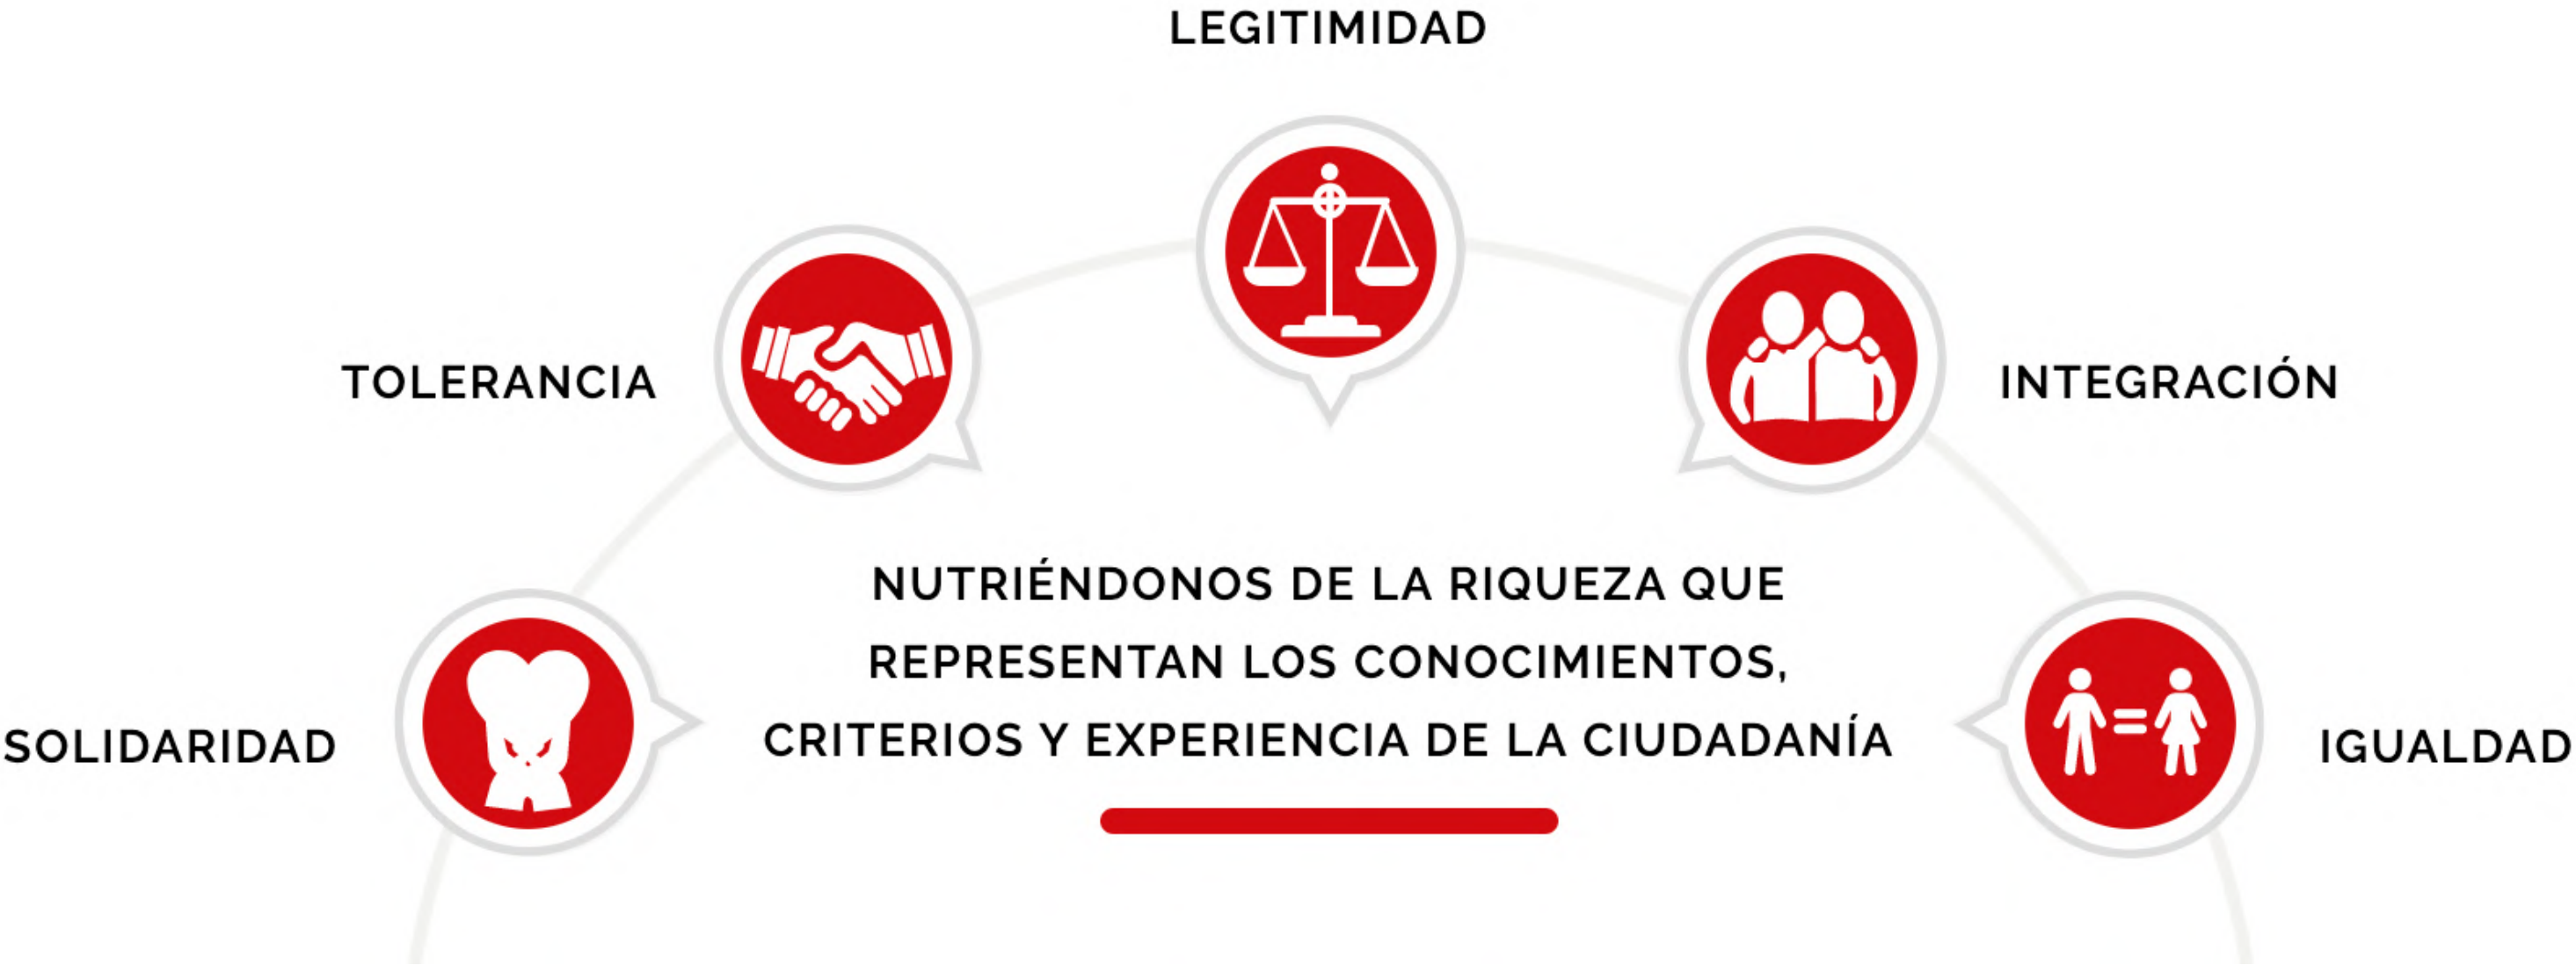 LEGITIMIDAD
TOLERANCIA
INTEGRACIÓN
NUTRIÉNDONOS DE LA RIQUEZA QUE
REPRESENTAN LOS CONOCIMIENTOS,
CRITERIOS Y EXPERIENCIA DE LA CIUDADANÍA
SOLIDARIDAD
IGUALDAD